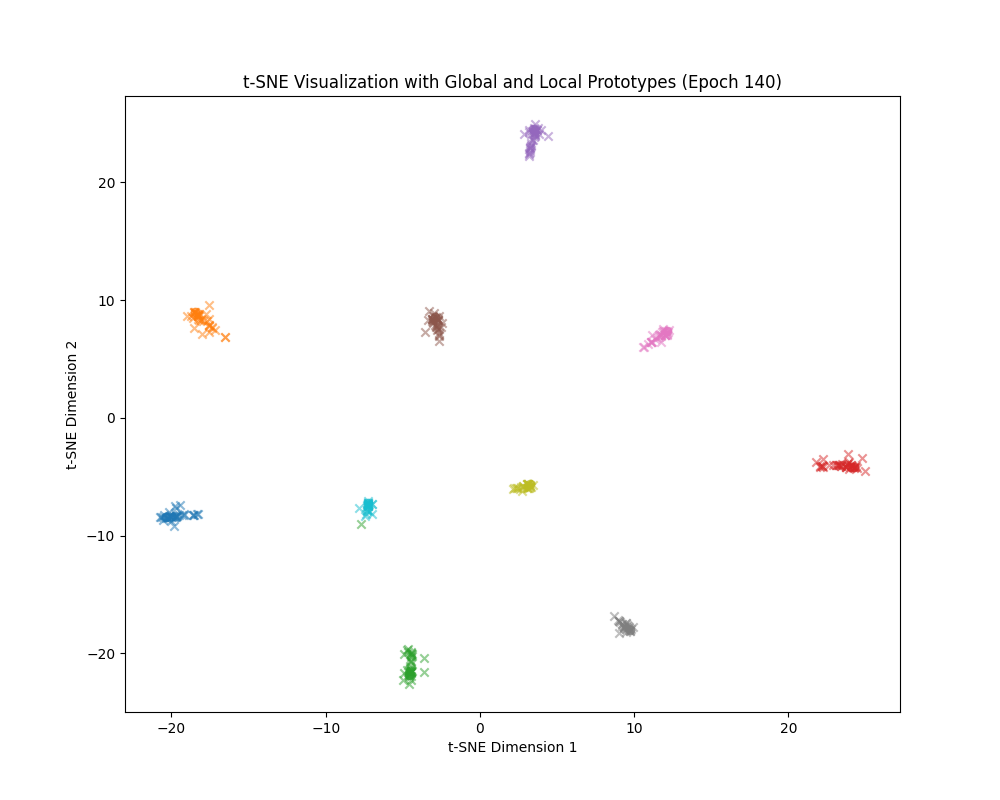 t-SNE Visualization with Global and Local Prototypes (Epoch 140)
20
10
0
−10
−20
t-SNE Dimension 2
−20 −10 0 10 20
t-SNE Dimension 1